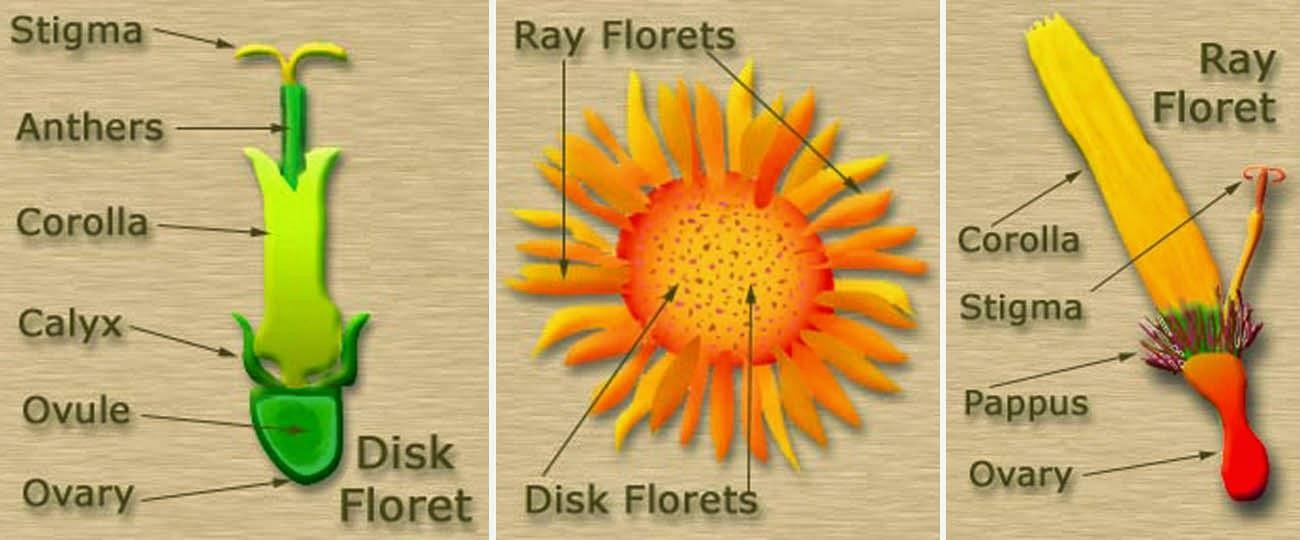 Stigma
Anthers
Corolla
Calyx
Ovule
Ovary
Disk
Floret
Ray Florets
Disk Florets
Ray
Floret
Corolla
Stigma
Pappus
Ovary